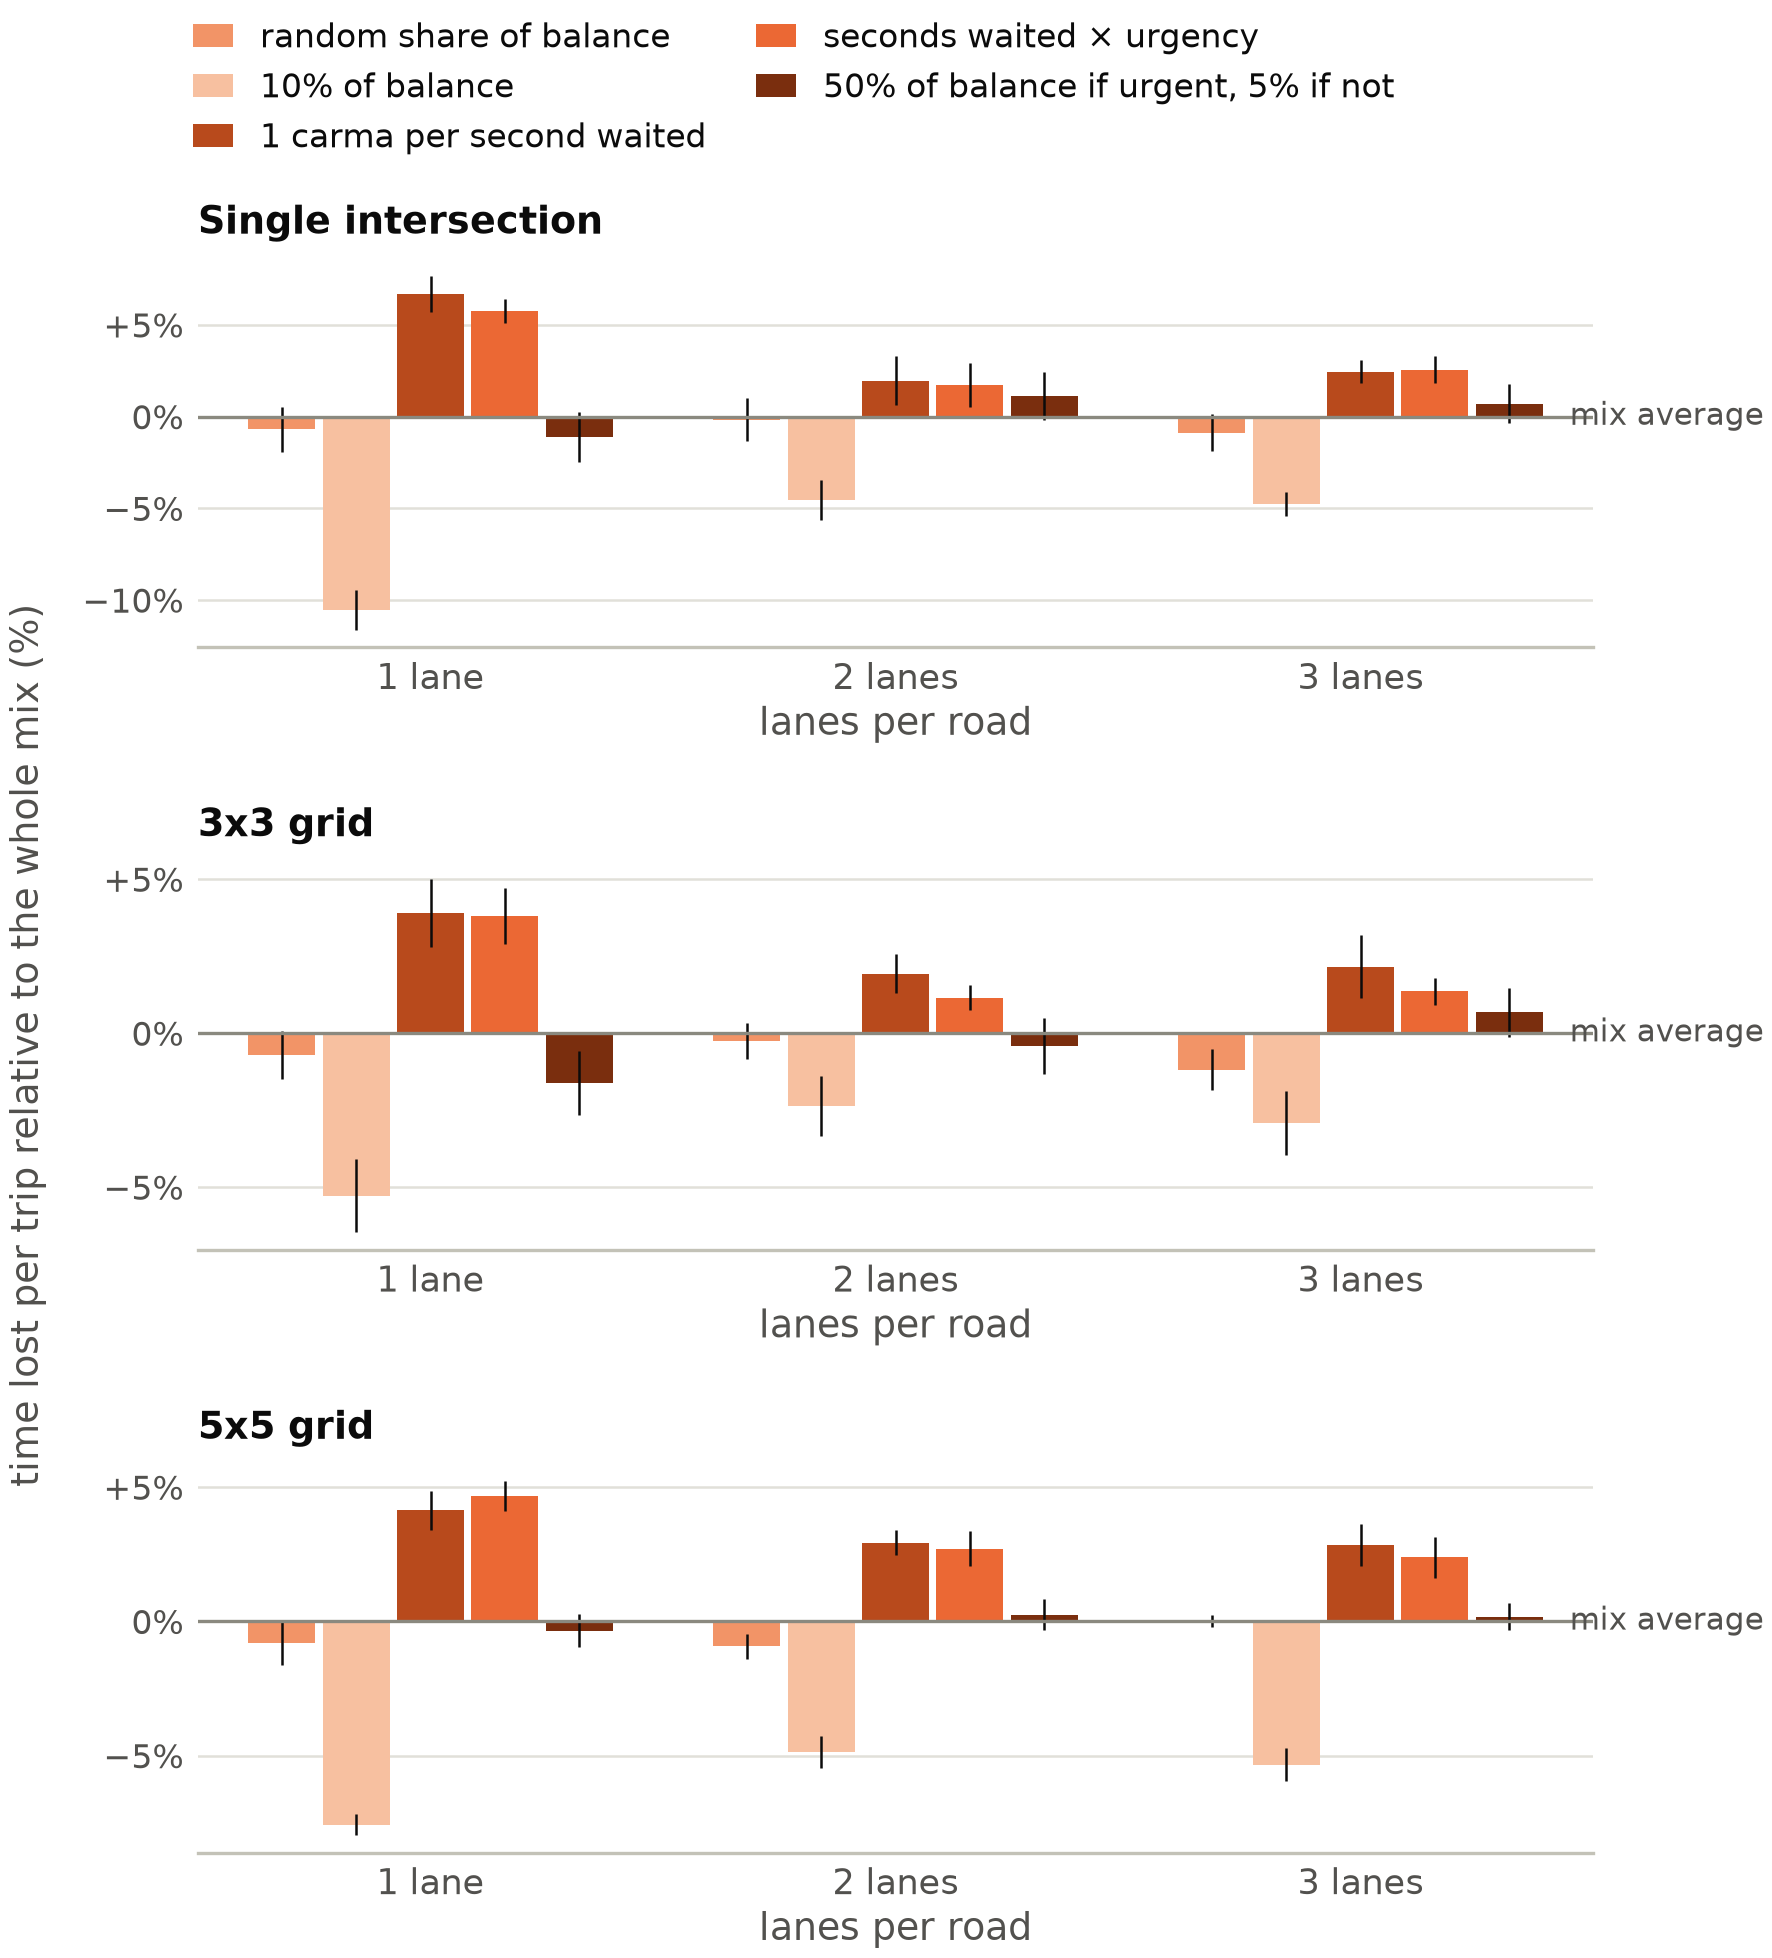 random share of balance
10% of balance
1 carma per second waited
seconds waited × urgency
50% of balance if urgent, 5% if not
time lost per trip relative to the whole mix (%)
Single intersection
+5%
0%
−5%
−10%
mix average
1 lane
2 lanes
3 lanes
lanes per road
3x3 grid
+5%
0%
−5%
mix average
1 lane
2 lanes
3 lanes
lanes per road
5x5 grid
+5%
0%
−5%
mix average
1 lane
2 lanes
3 lanes
lanes per road